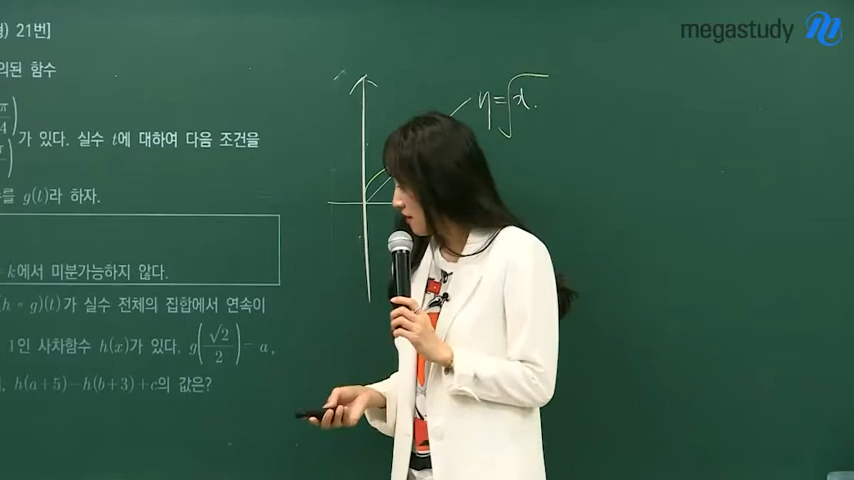 21번]
의된 함수
π
4
가 있다. 실수 t에 대하여 다음 조건을
를 g(t)라 하자.
= k에서 미분가능하지 않다.
(h∘g)(t)가 실수 전체의 집합에서 연속이
1인 사차함수 h(x)가 있다. g(√2/2) = a,
h(a+5)−h(b+3)+c의 값은?
y=√x.
megastudy